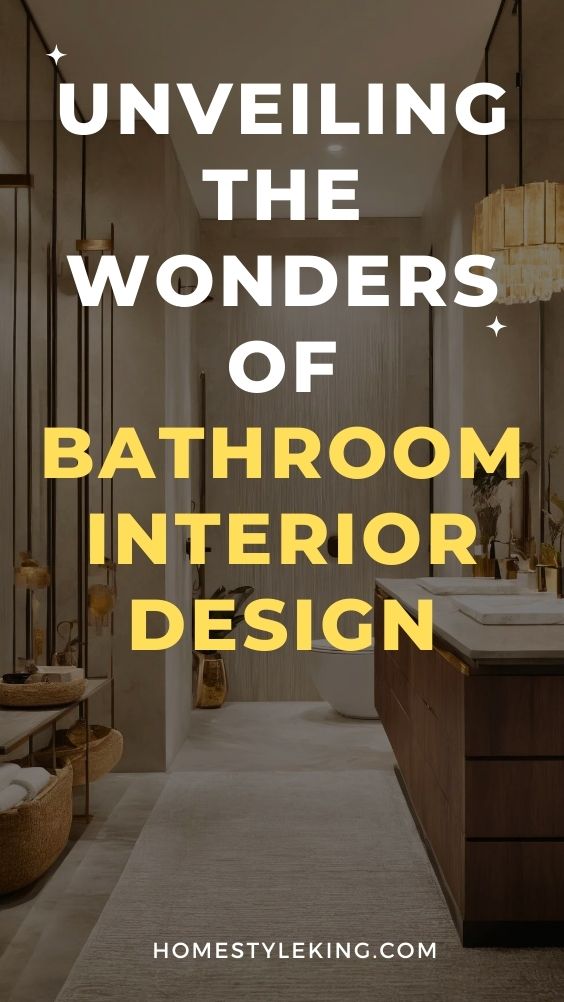 UNVEILING
THE
WONDERS
OF
BATHROOM
INTERIOR
DESIGN
HOMESTYLEKING.COM